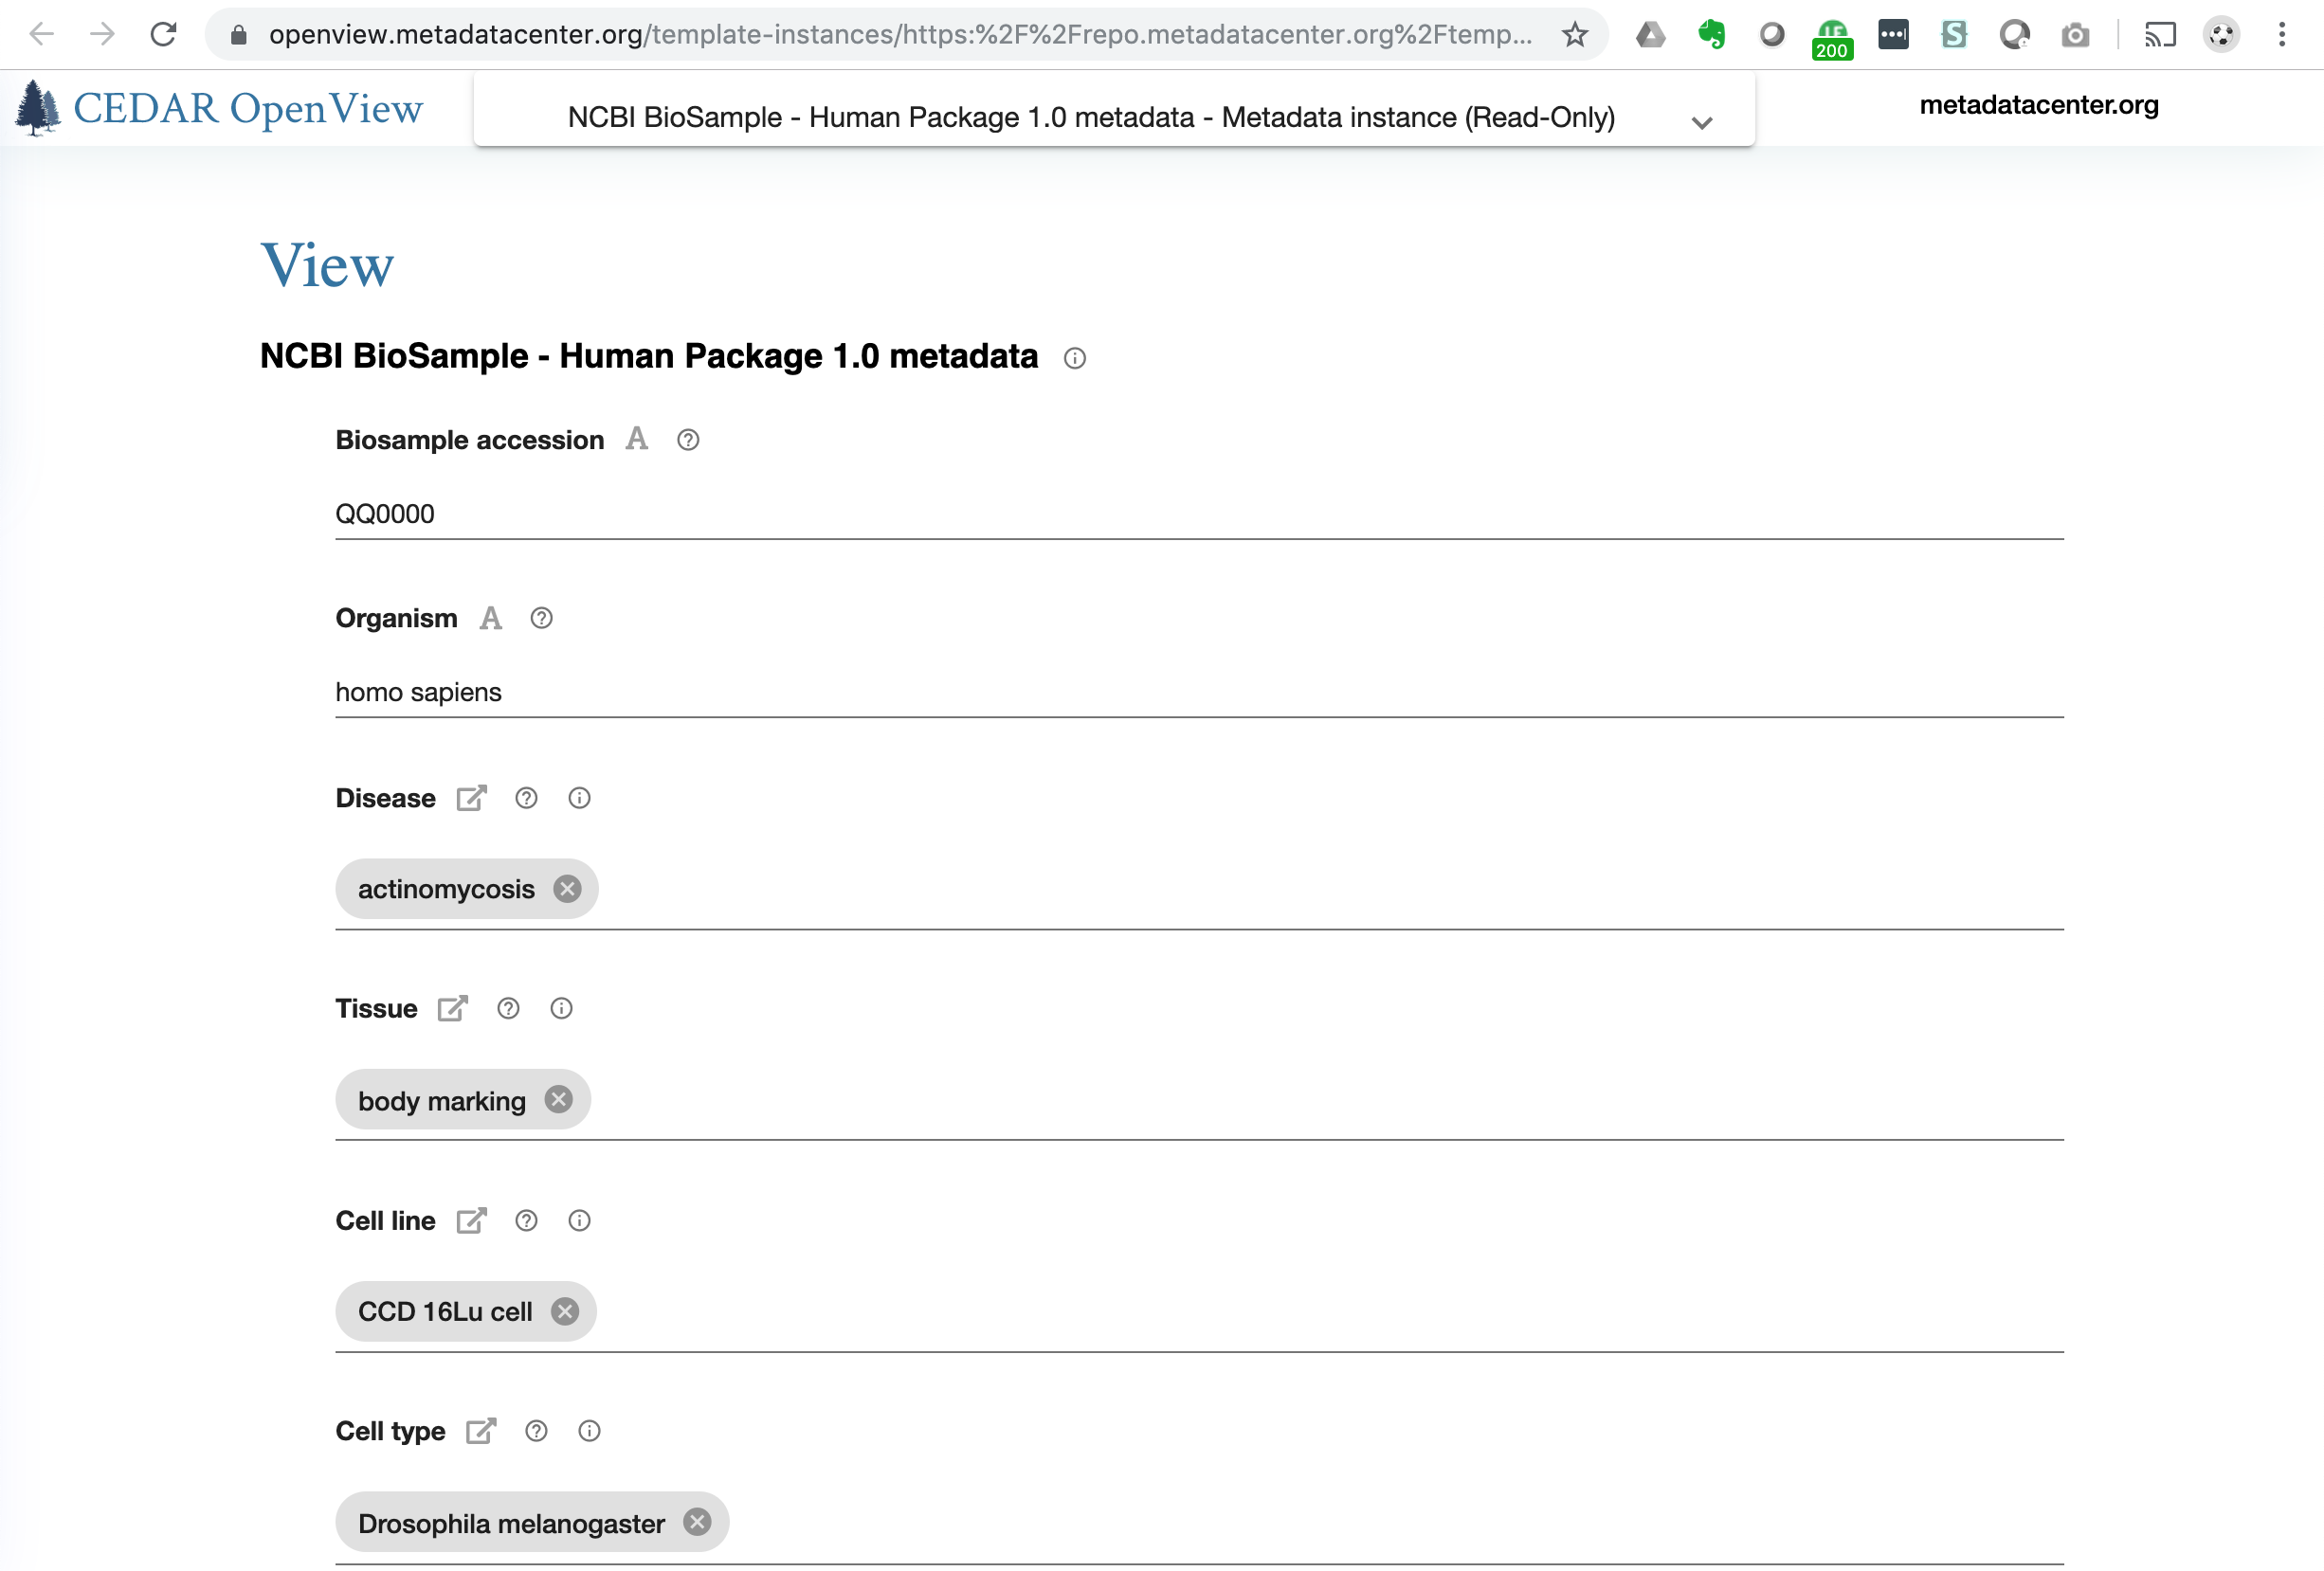 openview.metadatacenter.org/template-instances/https:%2F%2Frepo.metadatacenter.org%2Ftemp...
200
CEDAR OpenView
NCBI BioSample - Human Package 1.0 metadata - Metadata instance (Read-Only)
metadatacenter.org
View
NCBI BioSample - Human Package 1.0 metadata
Biosample accession A
QQ0000
Organism A
homo sapiens
Disease
actinomycosis
Tissue
body marking
Cell line
CCD 16Lu cell
Cell type
Drosophila melanogaster